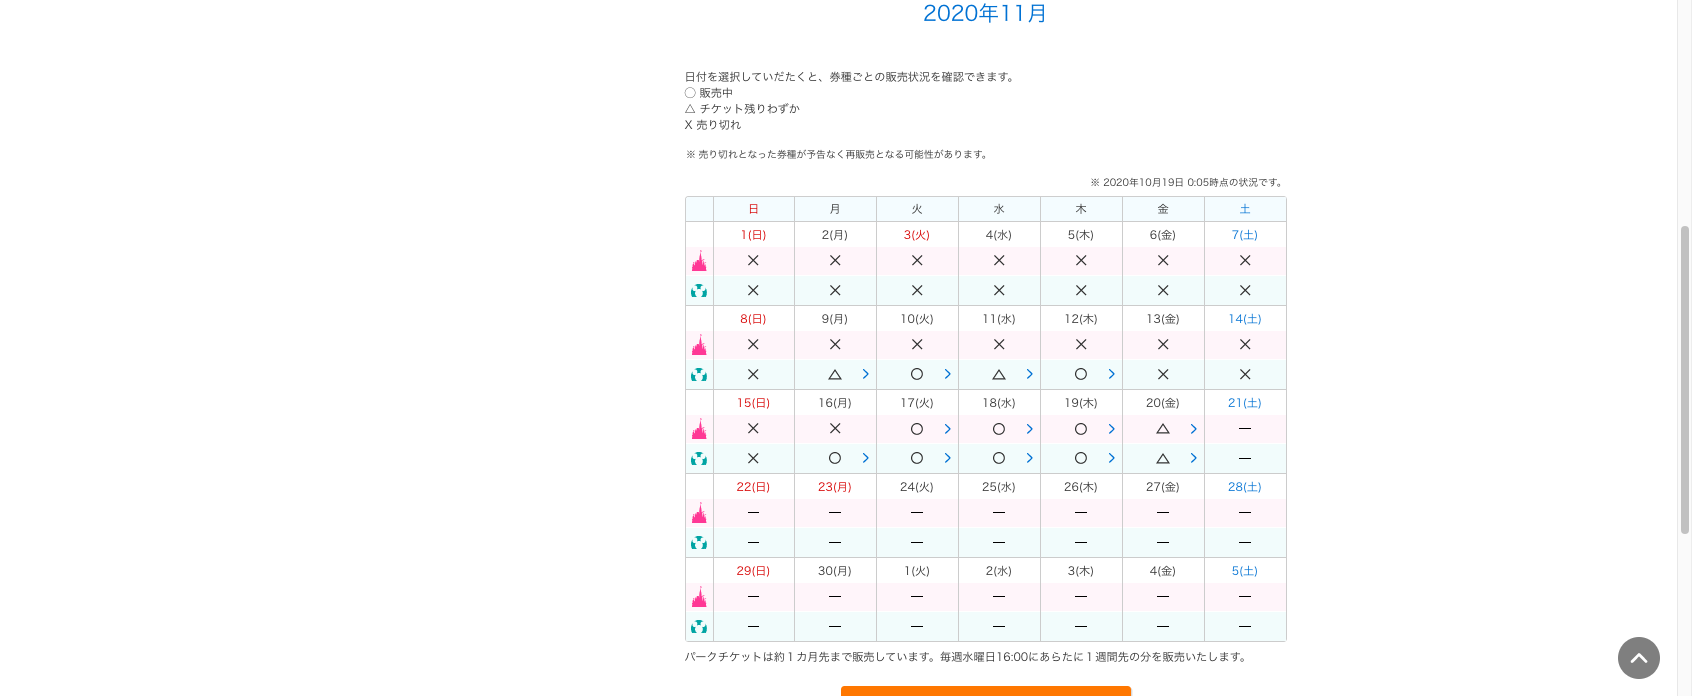 2020年11月
日付を選択していだたくと、券種ごとの販売状況を確認できます。
○ 販売中
△ チケット残りわずか
X 売り切れ
※ 売り切れとなった券種が予告なく再販売となる可能性があります。
※ 2020年10月19日 0:05時点の状況です。
日 月 火 水 木 金 土
1(日) 2(月) 3(火) 4(水) 5(木) 6(金) 7(土)
× × × × × × ×
× × × × × × ×
8(日) 9(月) 10(火) 11(水) 12(木) 13(金) 14(土)
× × × × × × ×
× △ ○ △ ○ × ×
15(日) 16(月) 17(火) 18(水) 19(木) 20(金) 21(土)
× × ○ ○ ○ △ —
× ○ ○ ○ ○ △ —
22(日) 23(月) 24(火) 25(水) 26(木) 27(金) 28(土)
— — — — — — —
— — — — — — —
29(日) 30(月) 1(火) 2(水) 3(木) 4(金) 5(土)
— — — — — — —
— — — — — — —
パークチケットは約１カ月先まで販売しています。毎週水曜日16:00にあらたに１週間先の分を販売いたします。